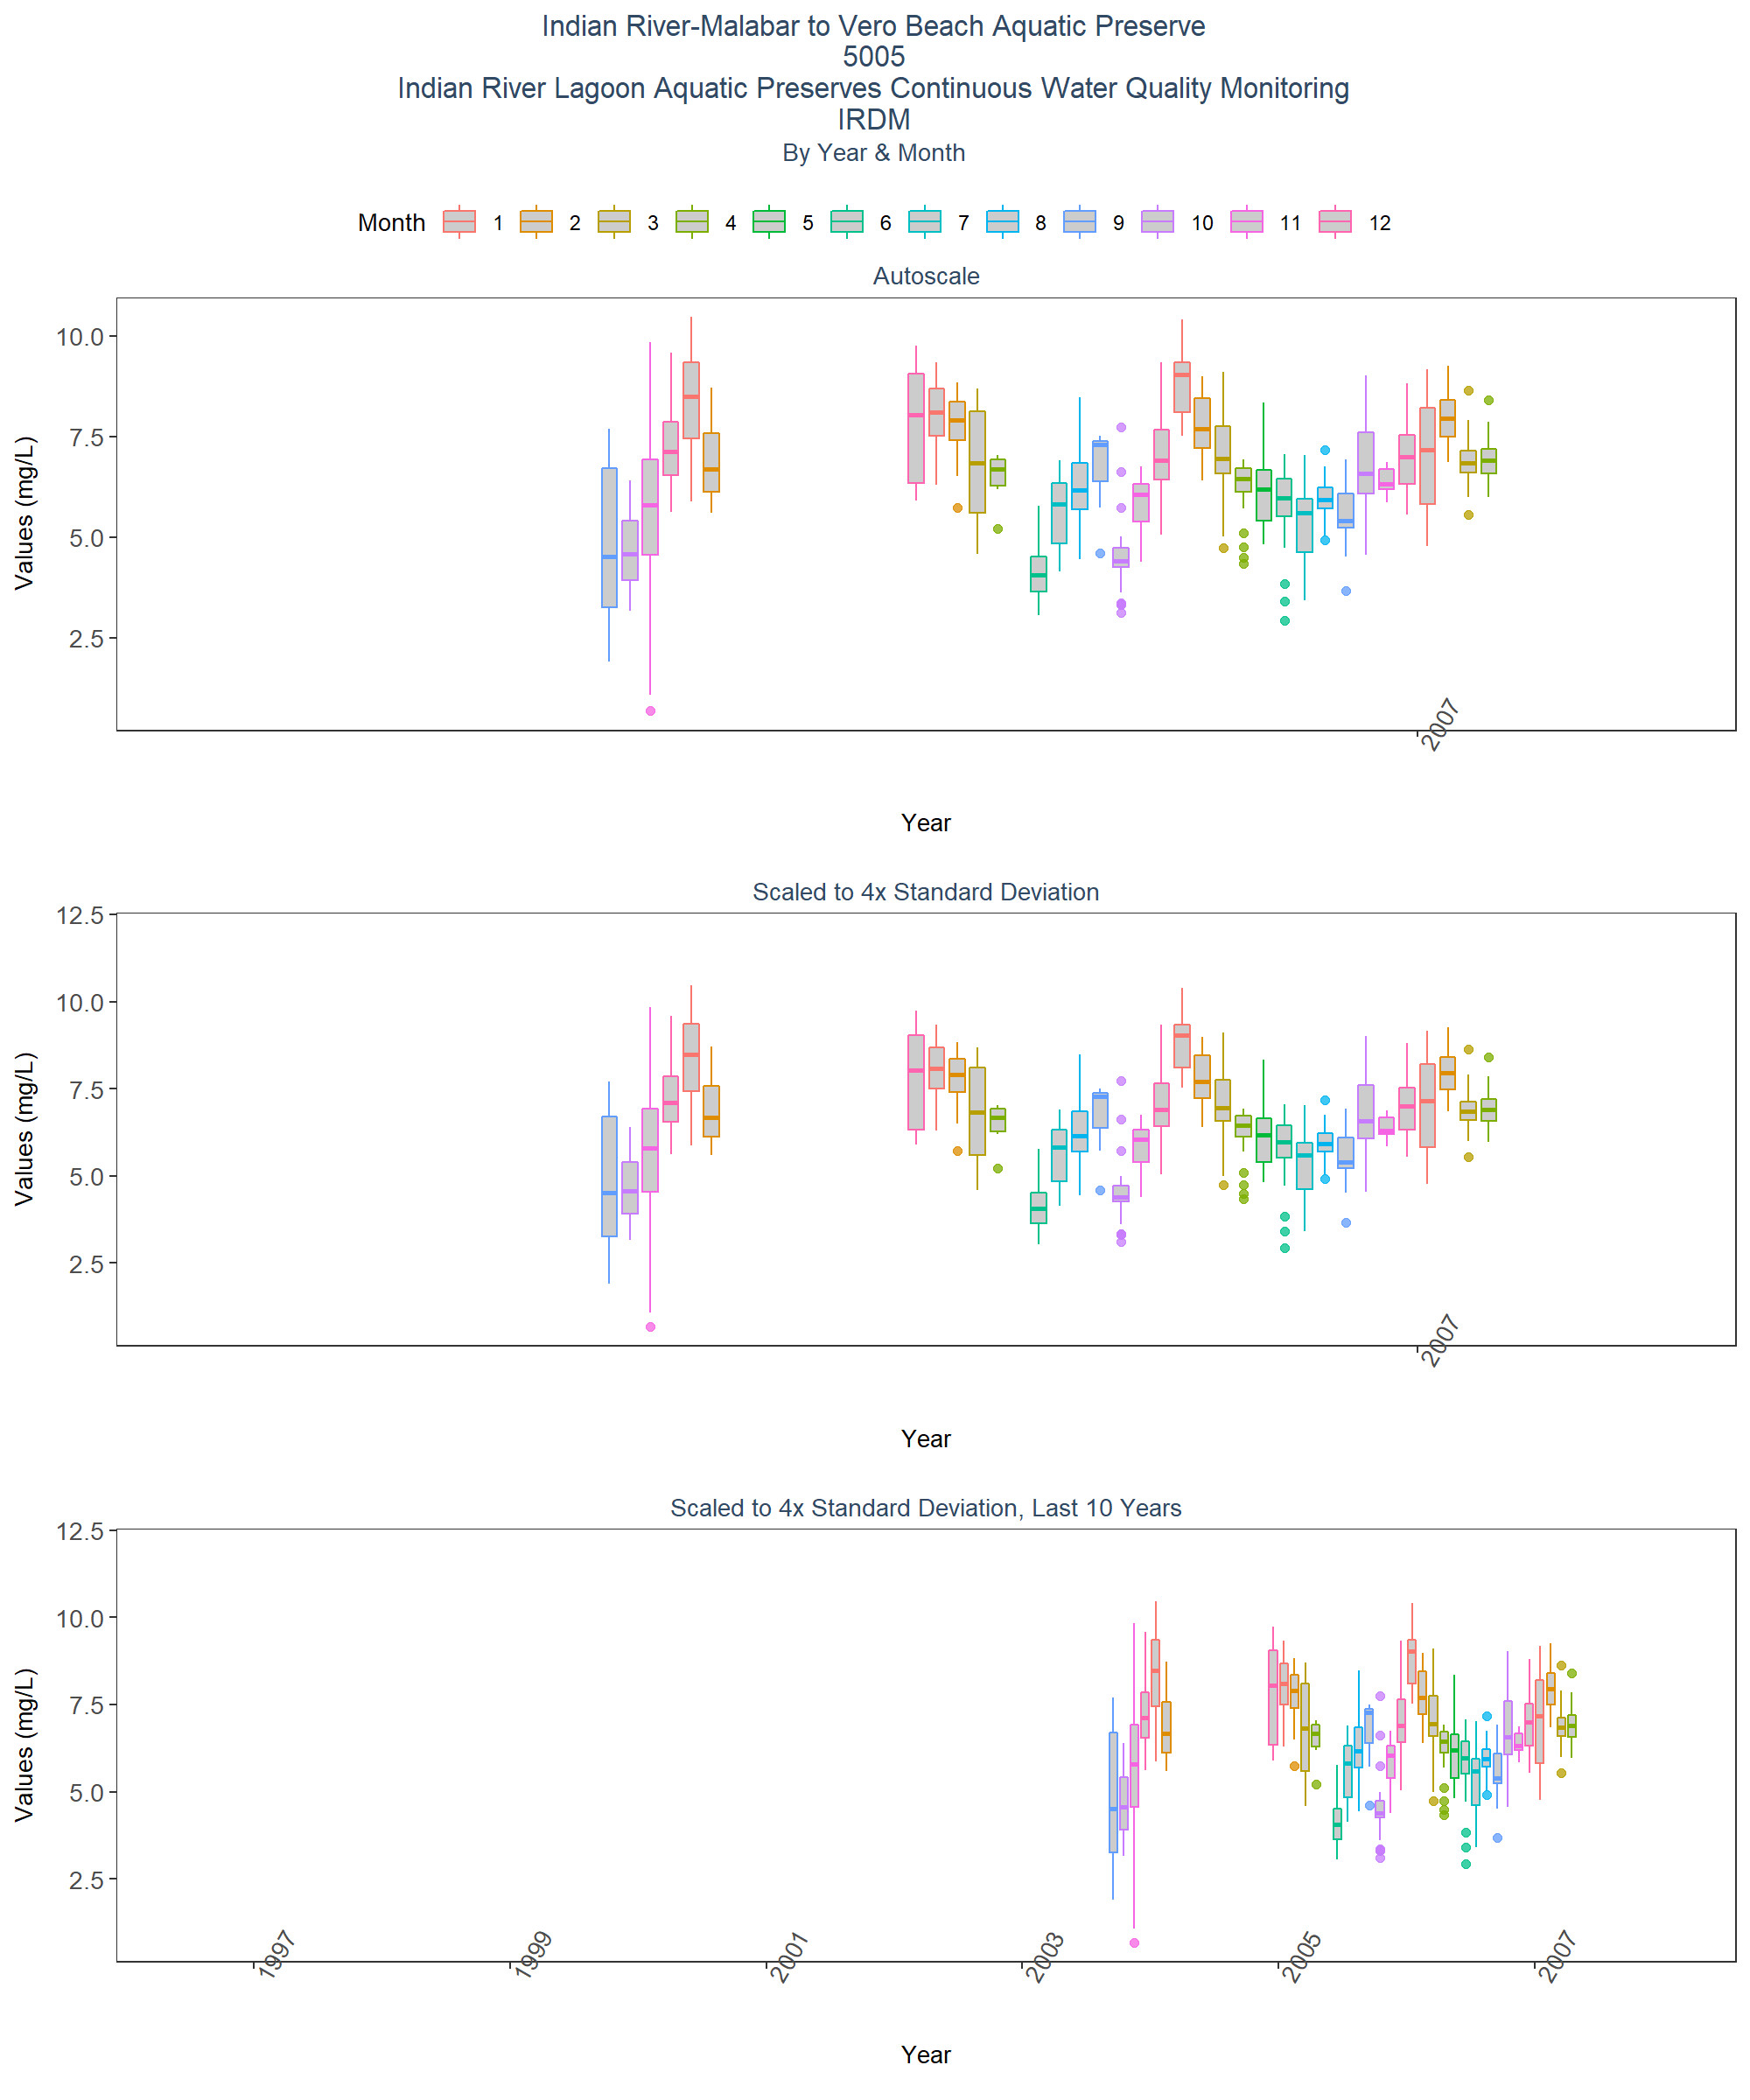 Indian River-Malabar to Vero Beach Aquatic Preserve
5005
Indian River Lagoon Aquatic Preserves Continuous Water Quality Monitoring
IRDM
By Year & Month
Month 1 2 3 4 5 6 7 8 9 10 11 12
Autoscale
Values (mg/L)
10.0
7.5
5.0
2.5
2007
Year
Scaled to 4x Standard Deviation
Values (mg/L)
12.5
10.0
7.5
5.0
2.5
2007
Year
Scaled to 4x Standard Deviation, Last 10 Years
Values (mg/L)
12.5
10.0
7.5
5.0
2.5
1997 1999 2001 2003 2005 2007
Year